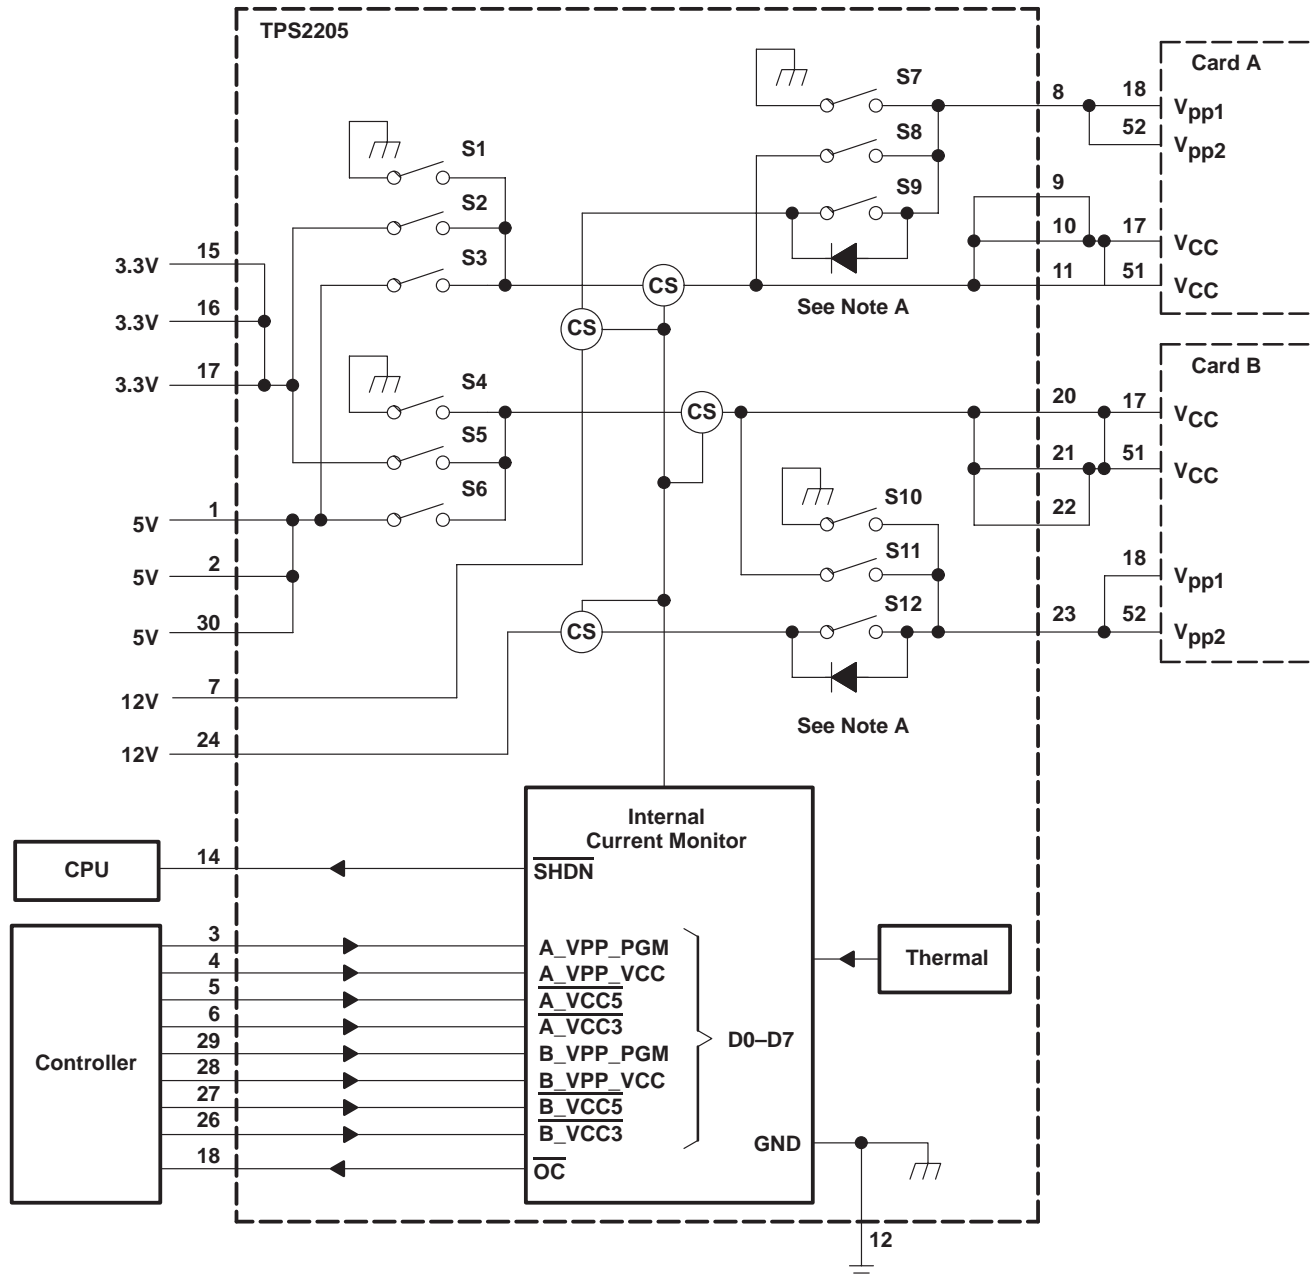 TPS2205
Card A
S7
8
18
Vpp1
52
Vpp2
S8
S1
9
S9
S2
10
17
VCC
15
3.3V
S3
CS
11
51
VCC
See Note A
16
3.3V
CS
Card B
17
3.3V
S4
20
17
VCC
CS
S5
21
51
VCC
S6
S10
22
1
5V
S11
18
Vpp1
2
5V
S12
23
52
Vpp2
30
5V
CS
7
12V
See Note A
24
12V
Internal
Current Monitor
CPU
14
SHDN
3
A_VPP_PGM
4
A_VPP_VCC
Thermal
5
A_VCC5
6
A_VCC3
D0–D7
Controller
29
B_VPP_PGM
28
B_VPP_VCC
27
B_VCC5
26
B_VCC3
GND
18
OC
12